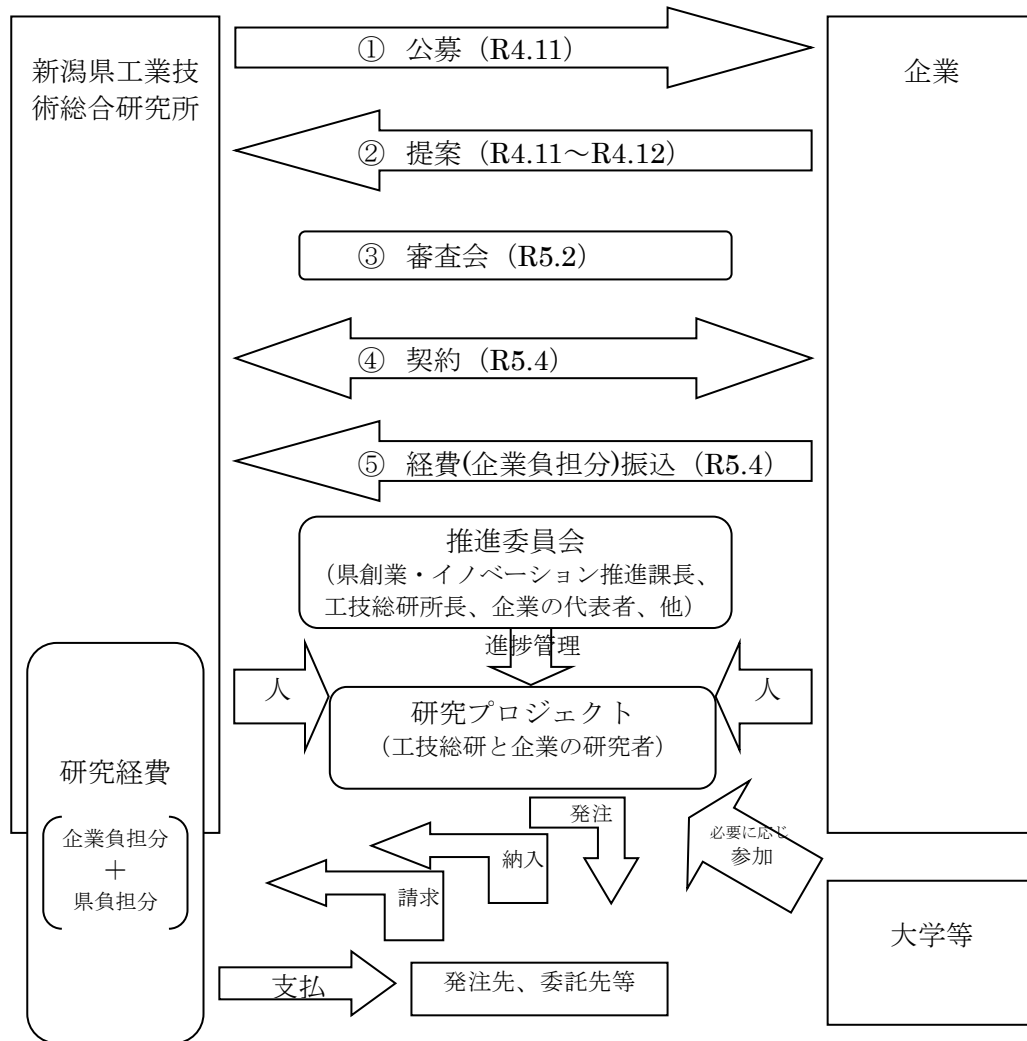 新潟県工業技
術総合研究所
① 公募（R4.11）
企業
② 提案（R4.11～R4.12）
③ 審査会（R5.2）
④ 契約（R5.4）
⑤ 経費(企業負担分)振込（R5.4）
推進委員会
（県創業・イノベーション推進課長、
工技総研所長、企業の代表者、他）
進捗管理
人
人
研究プロジェクト
（工技総研と企業の研究者）
研究経費
企業負担分
＋
県負担分
発注
納入
請求
必要に応じ
参加
大学等
支払
発注先、委託先等